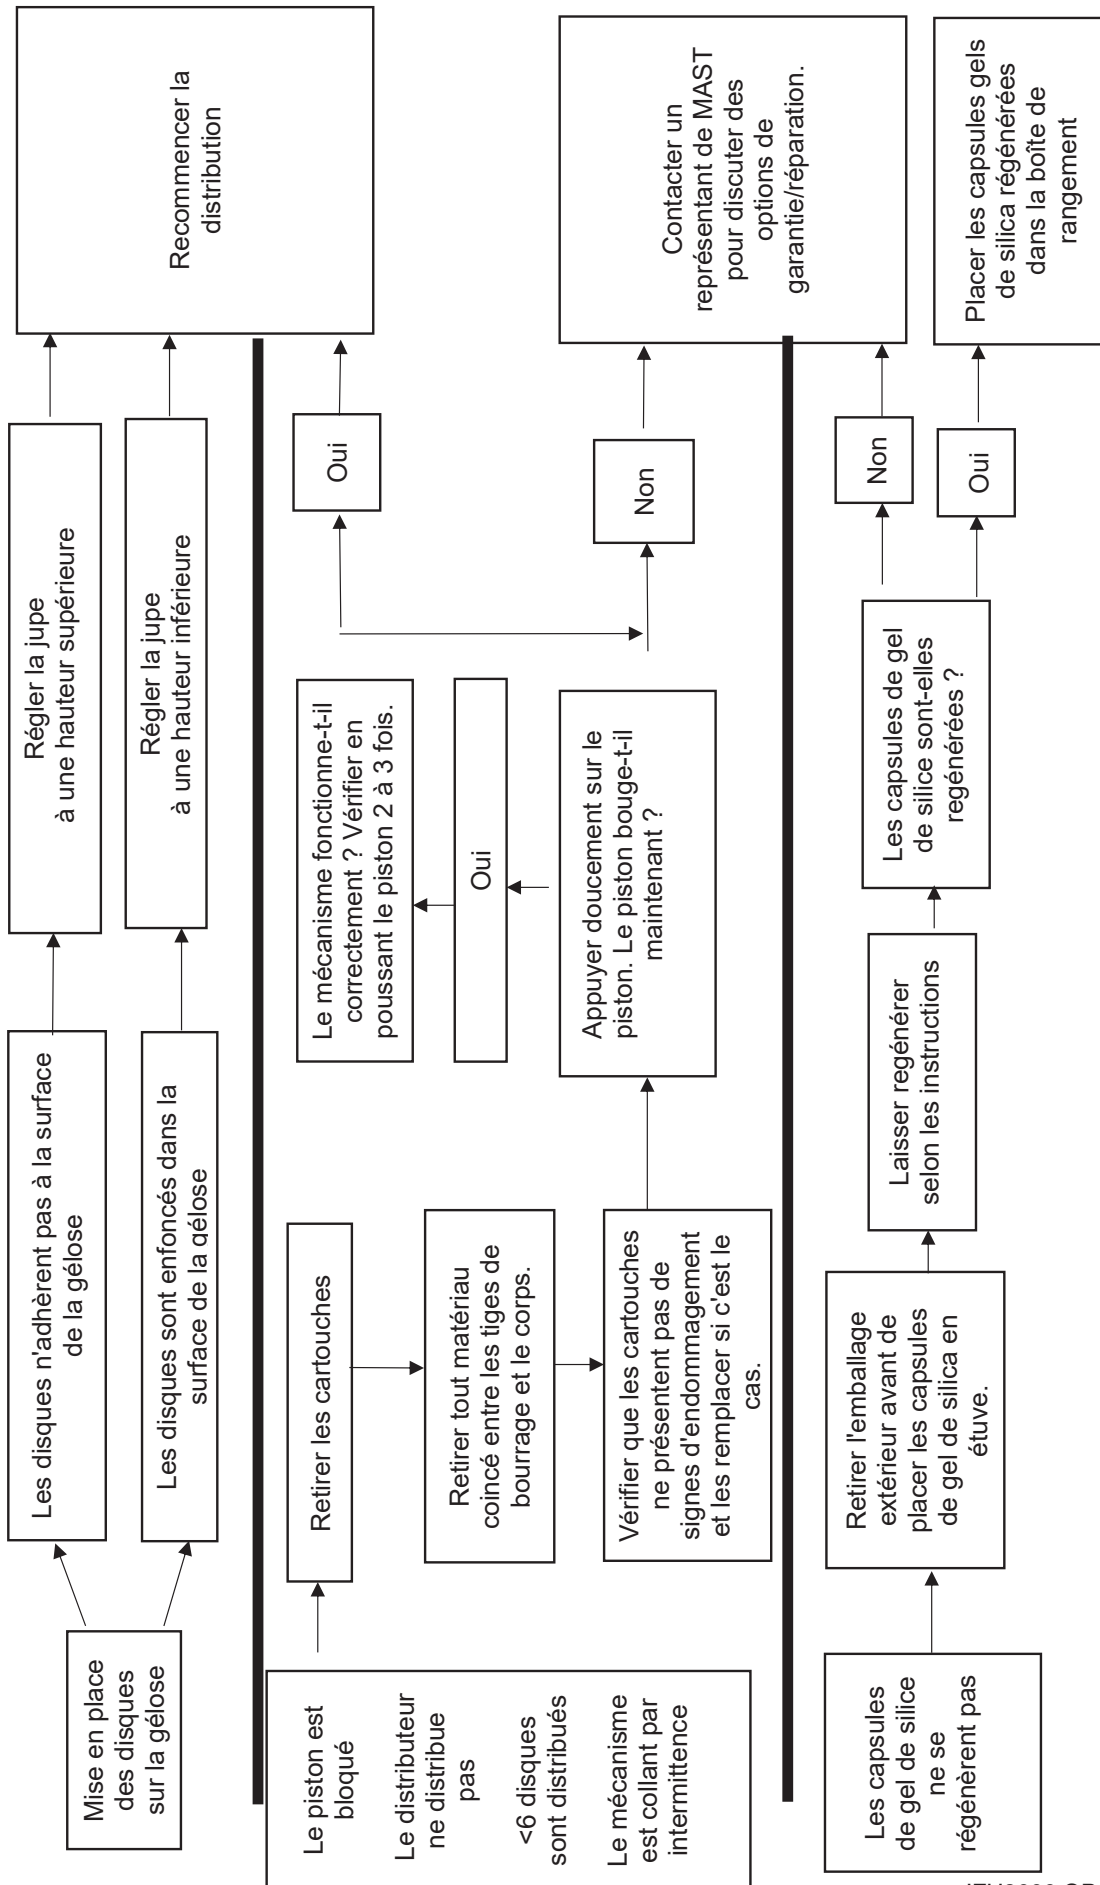 Mise en place
des disques
sur la gélose
Les disques n'adhèrent pas à la surface
de la gélose
Régler la jupe
à une hauteur supérieure
Les disques sont enfoncés dans la
surface de la gélose
Régler la jupe
à une hauteur inférieure
Recommencer la
distribution
Le piston est
bloqué
Le distributeur
ne distribue
pas
<6 disques
sont distribués
Le mécanisme
est collant par
intermittence
Retirer les cartouches
Retirer tout matériau
coincé entre les tiges de
bourrage et le corps.
Vérifier que les cartouches
ne présentent pas de
signes d'endommagement
et les remplacer si c'est le
cas.
Appuyer doucement sur le
piston. Le piston bouge-t-il
maintenant ?
Oui
Le mécanisme fonctionne-t-il
correctement ? Vérifier en
poussant le piston 2 à 3 fois.
Oui
Non
Contacter un
représentant de MAST
pour discuter des
options de
garantie/réparation.
Les capsules
de gel de silice
ne se
régénèrent pas
Retirer l'emballage
extérieur avant de
placer les capsules
de gel de silica en
étuve.
Laisser regénérer
selon les instructions
Les capsules de gel
de silice sont-elles
regénérées ?
Non
Oui
Placer les capsules gels
de silica régénérées
dans la boîte de
rangement